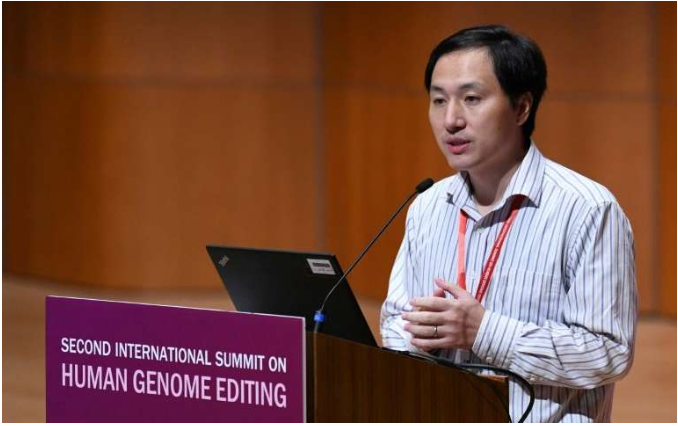 SECOND INTERNATIONAL SUMMIT ON
HUMAN GENOME EDITING